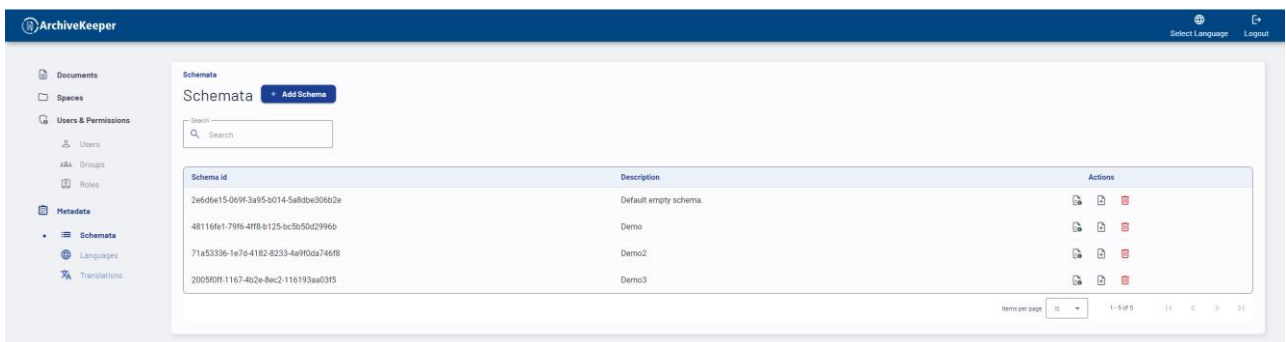 ArchiveKeeper
Select Language
Logout
Documents
Spaces
Users & Permissions
Users
Groups
Roles
Metadata
Schemata
Languages
Translations
Schemata
Schemata
+ Add Schema
Search
Search
Schema id Description Actions
2e6d6e15-069f-3a95-b014-5a8dbe306b2e Default empty schema.
48116fe1-79f6-4ff8-b125-bc5b50d2996b Demo
71a53336-1e7d-4182-8233-4a9f0da746f8 Demo2
2005f0ff-1167-4b2e-8ec2-116193aa03f5 Demo3
Items per page 10 1 - 5 of 5